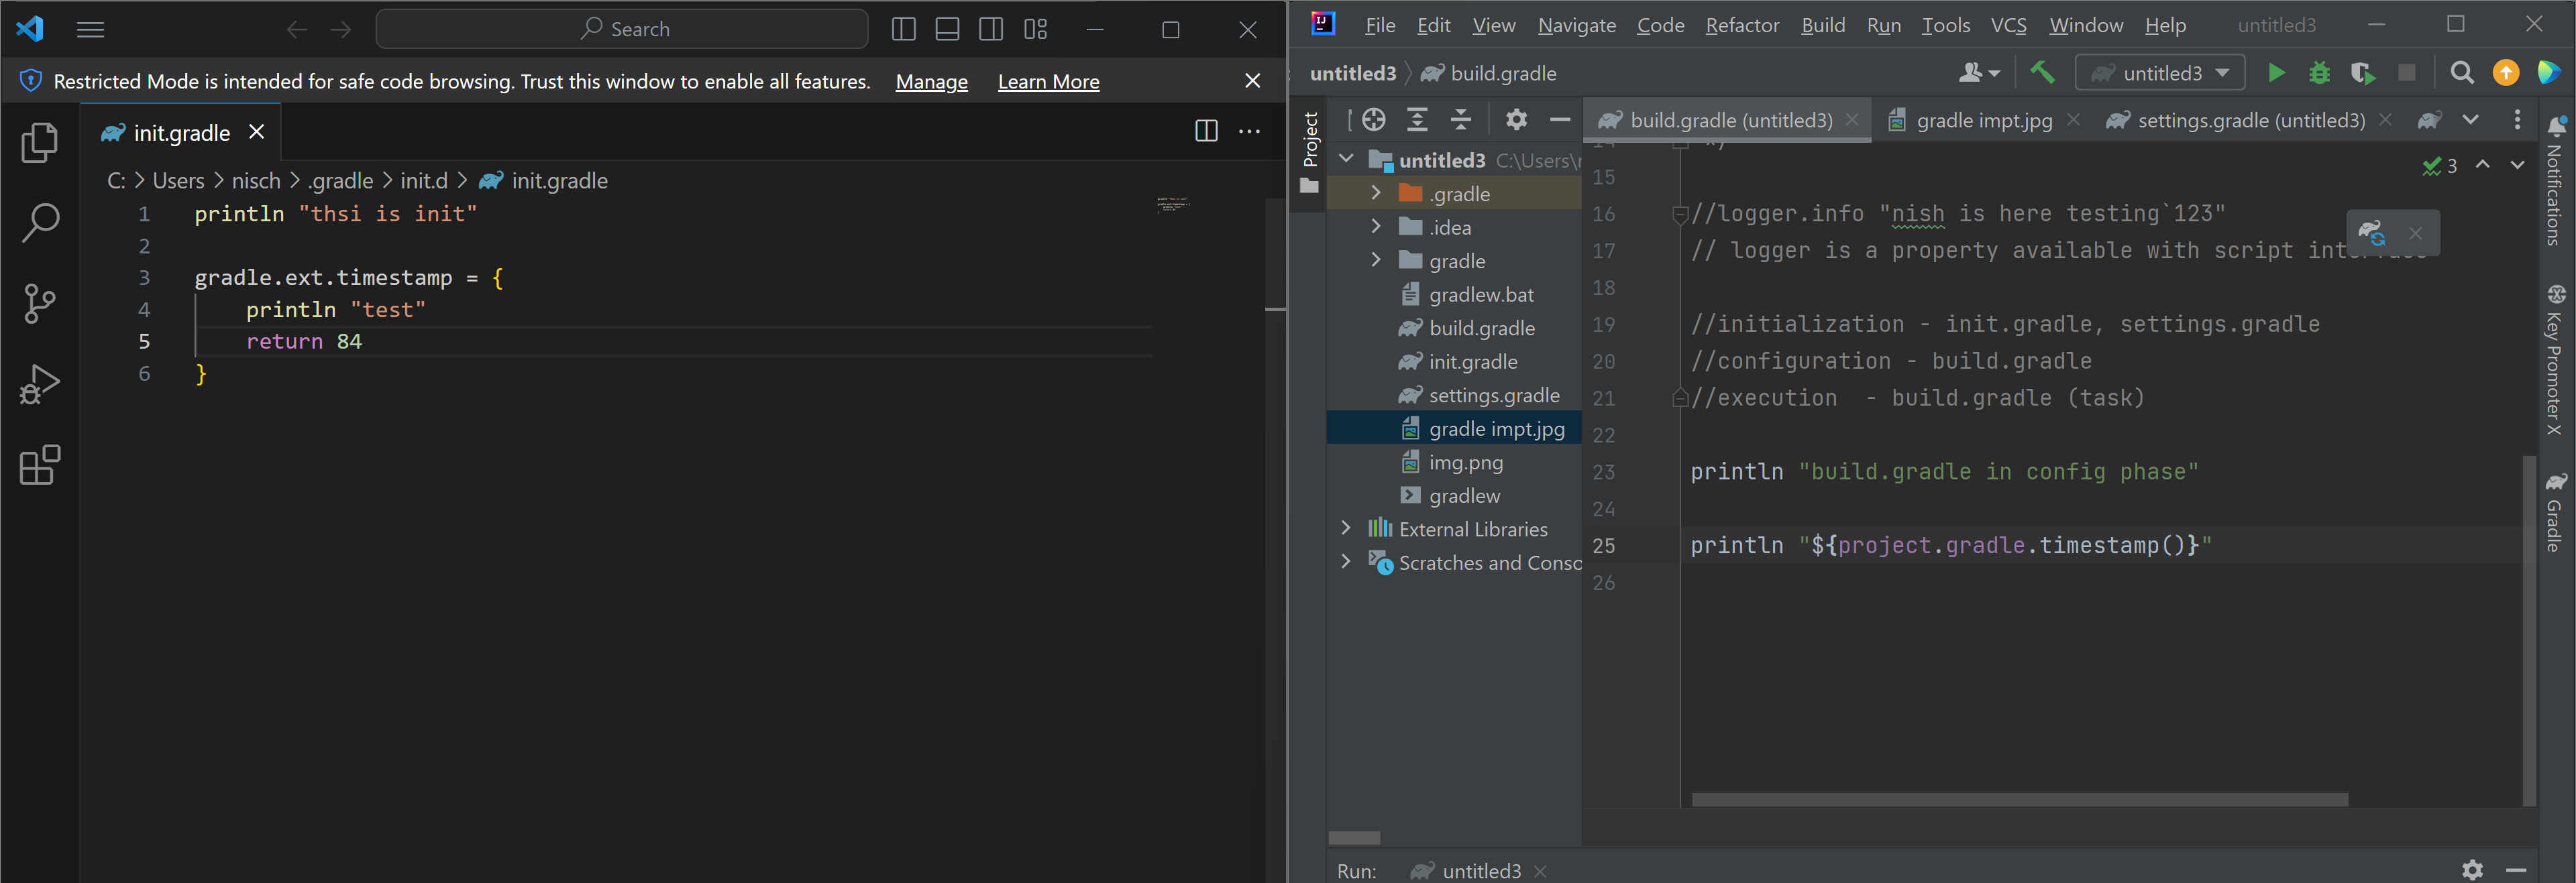 Search
Restricted Mode is intended for safe code browsing. Trust this window to enable all features. Manage Learn More
init.gradle
C: > Users > nisch > .gradle > init.d > init.gradle
1 println "thsi is init"
2
3 gradle.ext.timestamp = {
4 println "test"
5 return 84
6 }
File Edit View Navigate Code Refactor Build Run Tools VCS Window Help untitled3
untitled3 build.gradle untitled3
Project
build.gradle (untitled3) gradle impt.jpg settings.gradle (untitled3)
untitled3 C:\Users\
.gradle
.idea
gradle
gradlew.bat
build.gradle
init.gradle
settings.gradle
gradle impt.jpg
img.png
gradlew
External Libraries
Scratches and Consc
3
14 */
15
16 //logger.info "nish is here testing`123"
17 // logger is a property available with script interface
18
19 //initialization - init.gradle, settings.gradle
20 //configuration - build.gradle
21 //execution  - build.gradle (task)
22
23 println "build.gradle in config phase"
24
25 println "${project.gradle.timestamp()}"
26
Notifications
Key Promoter X
Gradle
Run: untitled3